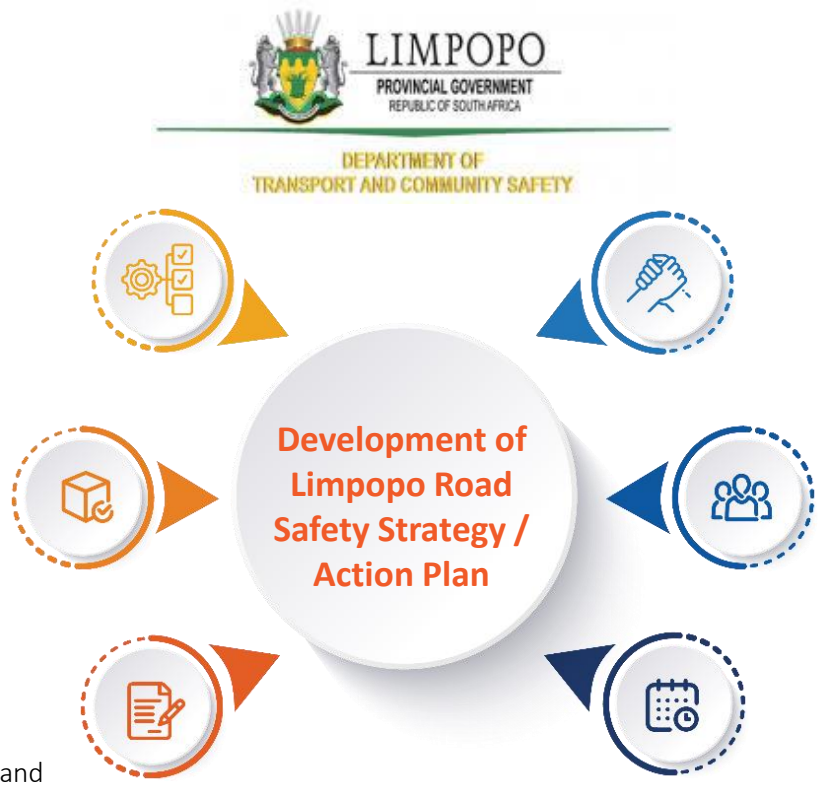 LIMPOPO
PROVINCIAL GOVERNMENT
REPUBLIC OF SOUTH AFRICA
DEPARTMENT OF
TRANSPORT AND COMMUNITY SAFETY
Development of
Limpopo Road
Safety Strategy /
Action Plan
and